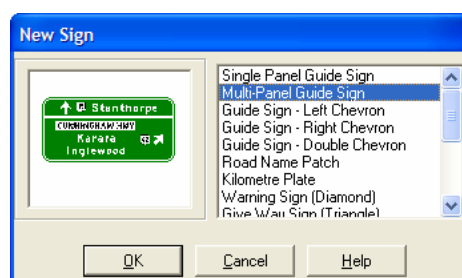 New Sign
Stanthorpe
CUNNINGHAM HWY
Karara
Inglewood
Single Panel Guide Sign
Multi-Panel Guide Sign
Guide Sign - Left Chevron
Guide Sign - Right Chevron
Guide Sign - Double Chevron
Road Name Patch
Kilometre Plate
Warning Sign (Diamond)
Give Way Sign (Triangle)
OK
Cancel
Help